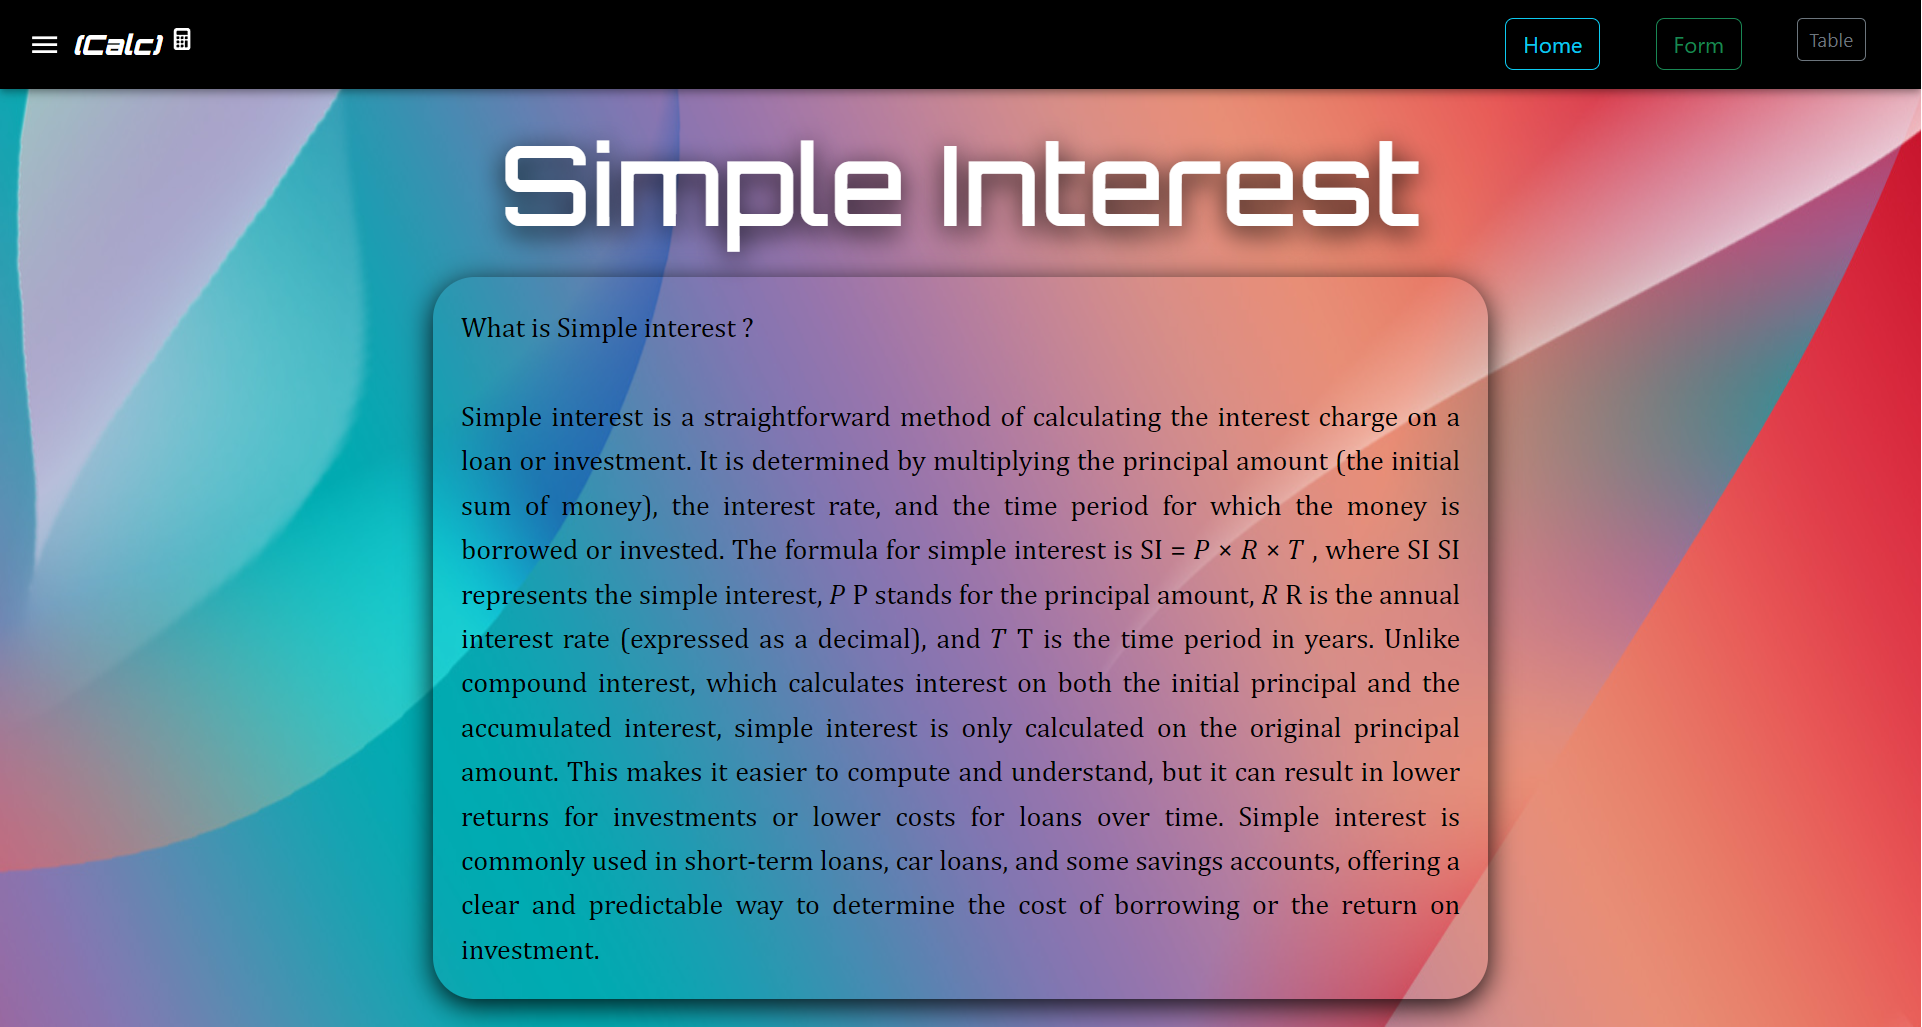 (Calc)
Home
Form
Table
Simple Interest
What is Simple interest ?
Simple interest is a straightforward method of calculating the interest charge on a
loan or investment. It is determined by multiplying the principal amount (the initial
sum of money), the interest rate, and the time period for which the money is
borrowed or invested. The formula for simple interest is SI = P × R × T , where SI SI
represents the simple interest, P P stands for the principal amount, R R is the annual
interest rate (expressed as a decimal), and T T is the time period in years. Unlike
compound interest, which calculates interest on both the initial principal and the
accumulated interest, simple interest is only calculated on the original principal
amount. This makes it easier to compute and understand, but it can result in lower
returns for investments or lower costs for loans over time. Simple interest is
commonly used in short-term loans, car loans, and some savings accounts, offering a
clear and predictable way to determine the cost of borrowing or the return on
investment.